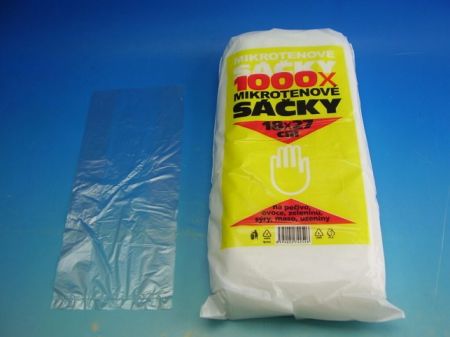 MIKROTENOVÉ
SÁČKY
1000x
MIKROTENOVÉ
SÁČKY
18x27
cm
na pečivo,
ovoce, zeleninu,
sýry, maso, uzeniny